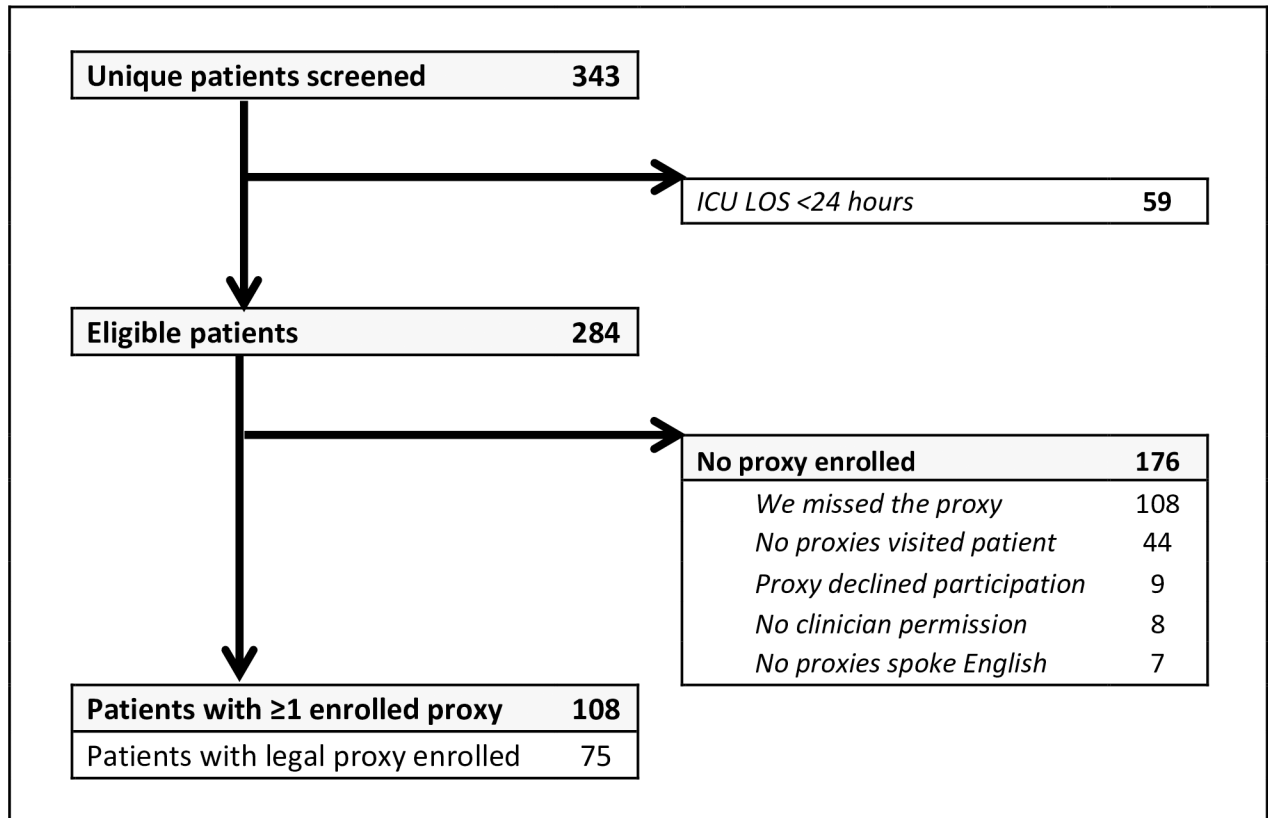 Unique patients screened 343
ICU LOS <24 hours 59
Eligible patients 284
No proxy enrolled 176
We missed the proxy 108
No proxies visited patient 44
Proxy declined participation 9
No clinician permission 8
No proxies spoke English 7
Patients with ≥1 enrolled proxy 108
Patients with legal proxy enrolled 75